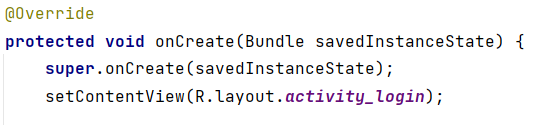 @Override
protected void onCreate(Bundle savedInstanceState) {
    super.onCreate(savedInstanceState);
    setContentView(R.layout.activity_login);